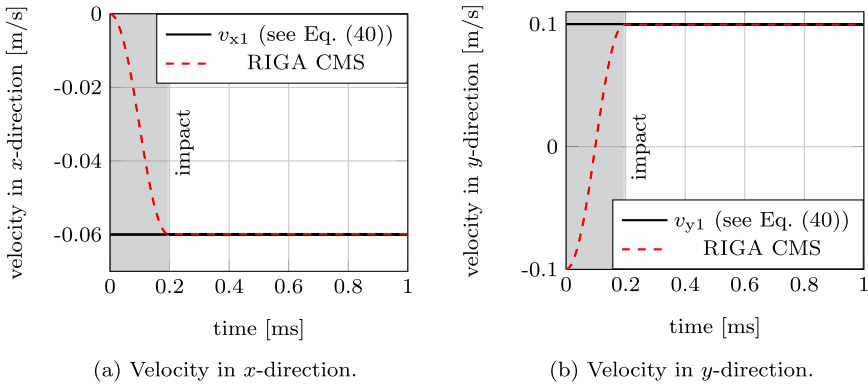 velocity in x-direction [m/s]
0
-0.02
-0.04
-0.06
vx1 (see Eq. (40))
RIGA CMS
impact
0 0.2 0.4 0.6 0.8 1
time [ms]
(a) Velocity in x-direction.
velocity in y-direction [m/s]
0.1
0
-0.1
impact
vy1 (see Eq. (40))
RIGA CMS
0 0.2 0.4 0.6 0.8 1
time [ms]
(b) Velocity in y-direction.